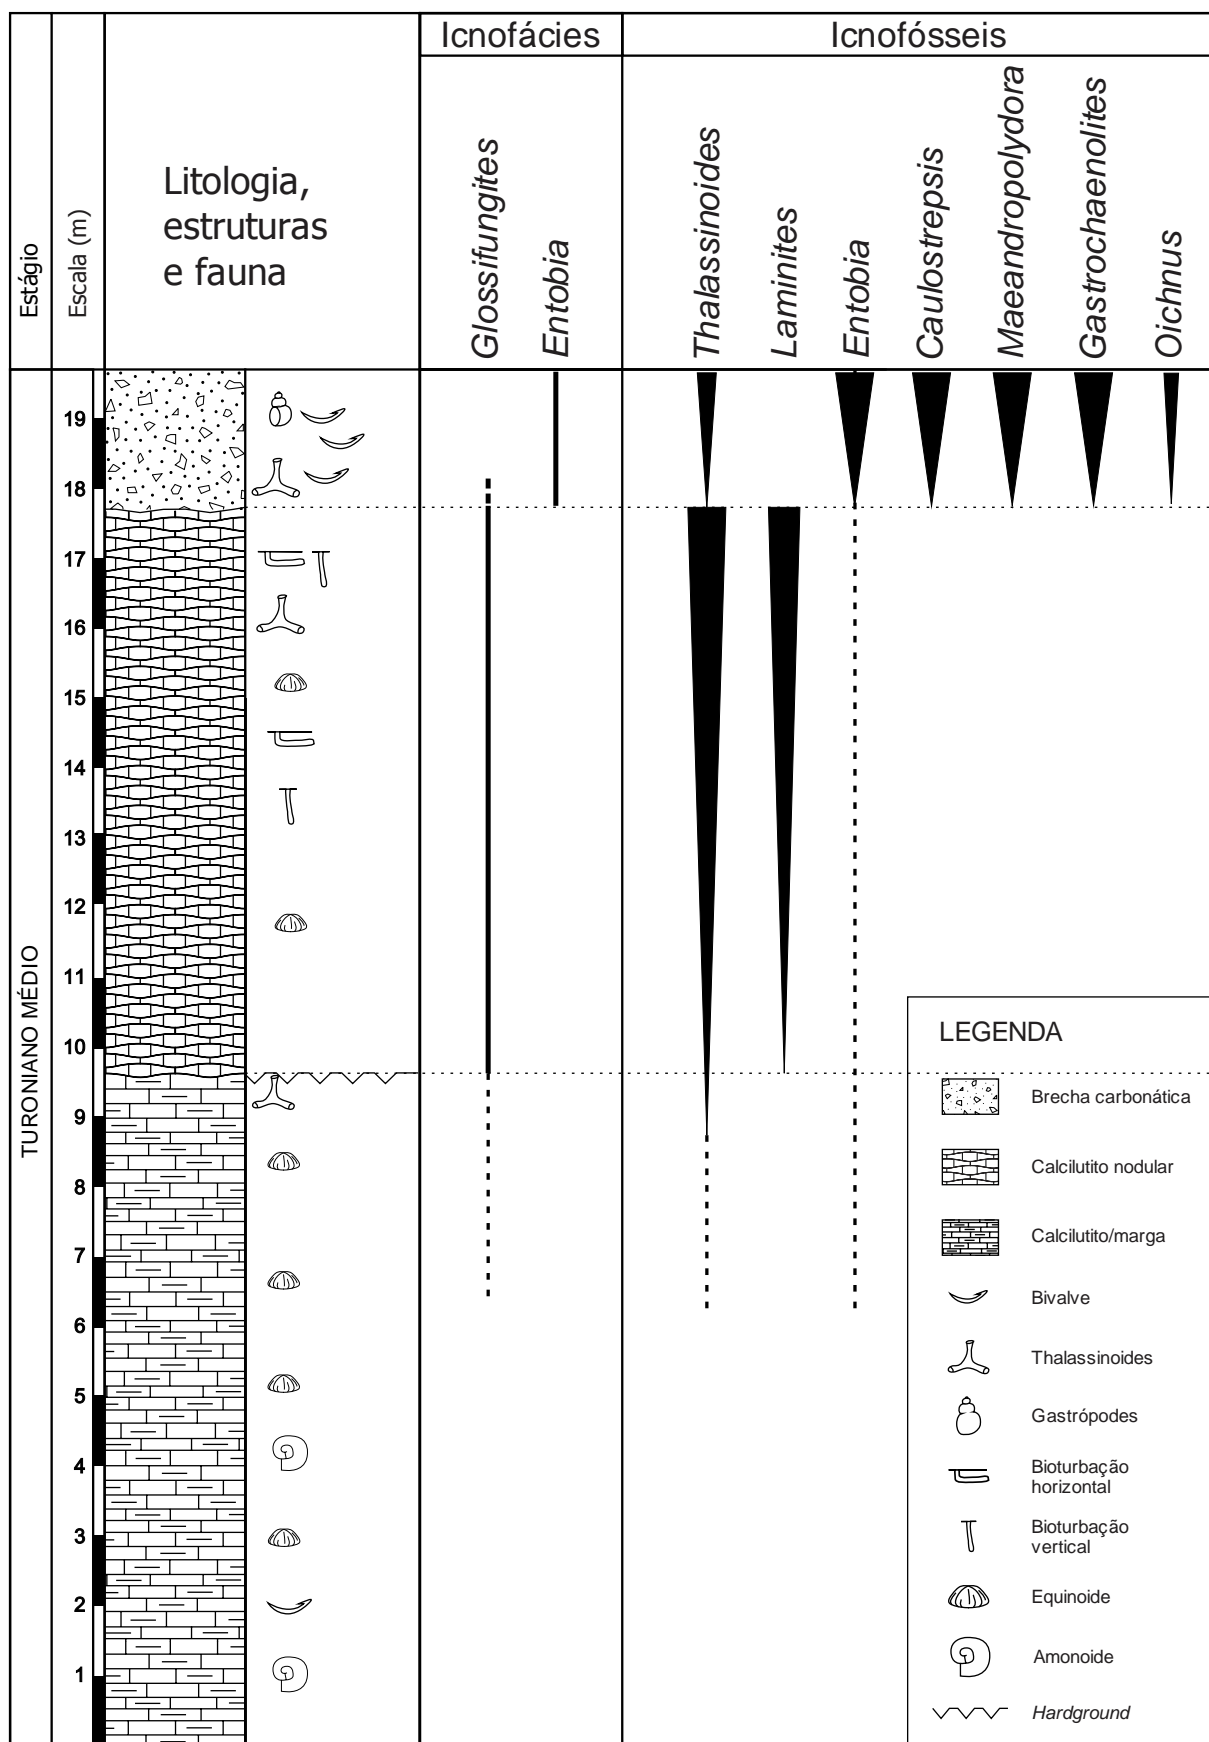 Icnofácies
Icnofósseis
Estágio
Escala (m)
Litologia,
estruturas
e fauna
Glossifungites
Entobia
Thalassinoides
Laminites
Entobia
Caulostrepsis
Maeandropolydora
Gastrochaenolites
Oichnus
19
18
17
16
15
14
13
12
11
10
9
8
7
6
5
4
3
2
1
TURONIANO MÉDIO
LEGENDA
Brecha carbonática
Calcilutito nodular
Calcilutito/marga
Bivalve
Thalassinoides
Gastrópodes
Bioturbação
horizontal
Bioturbação
vertical
Equinoide
Amonoide
Hardground